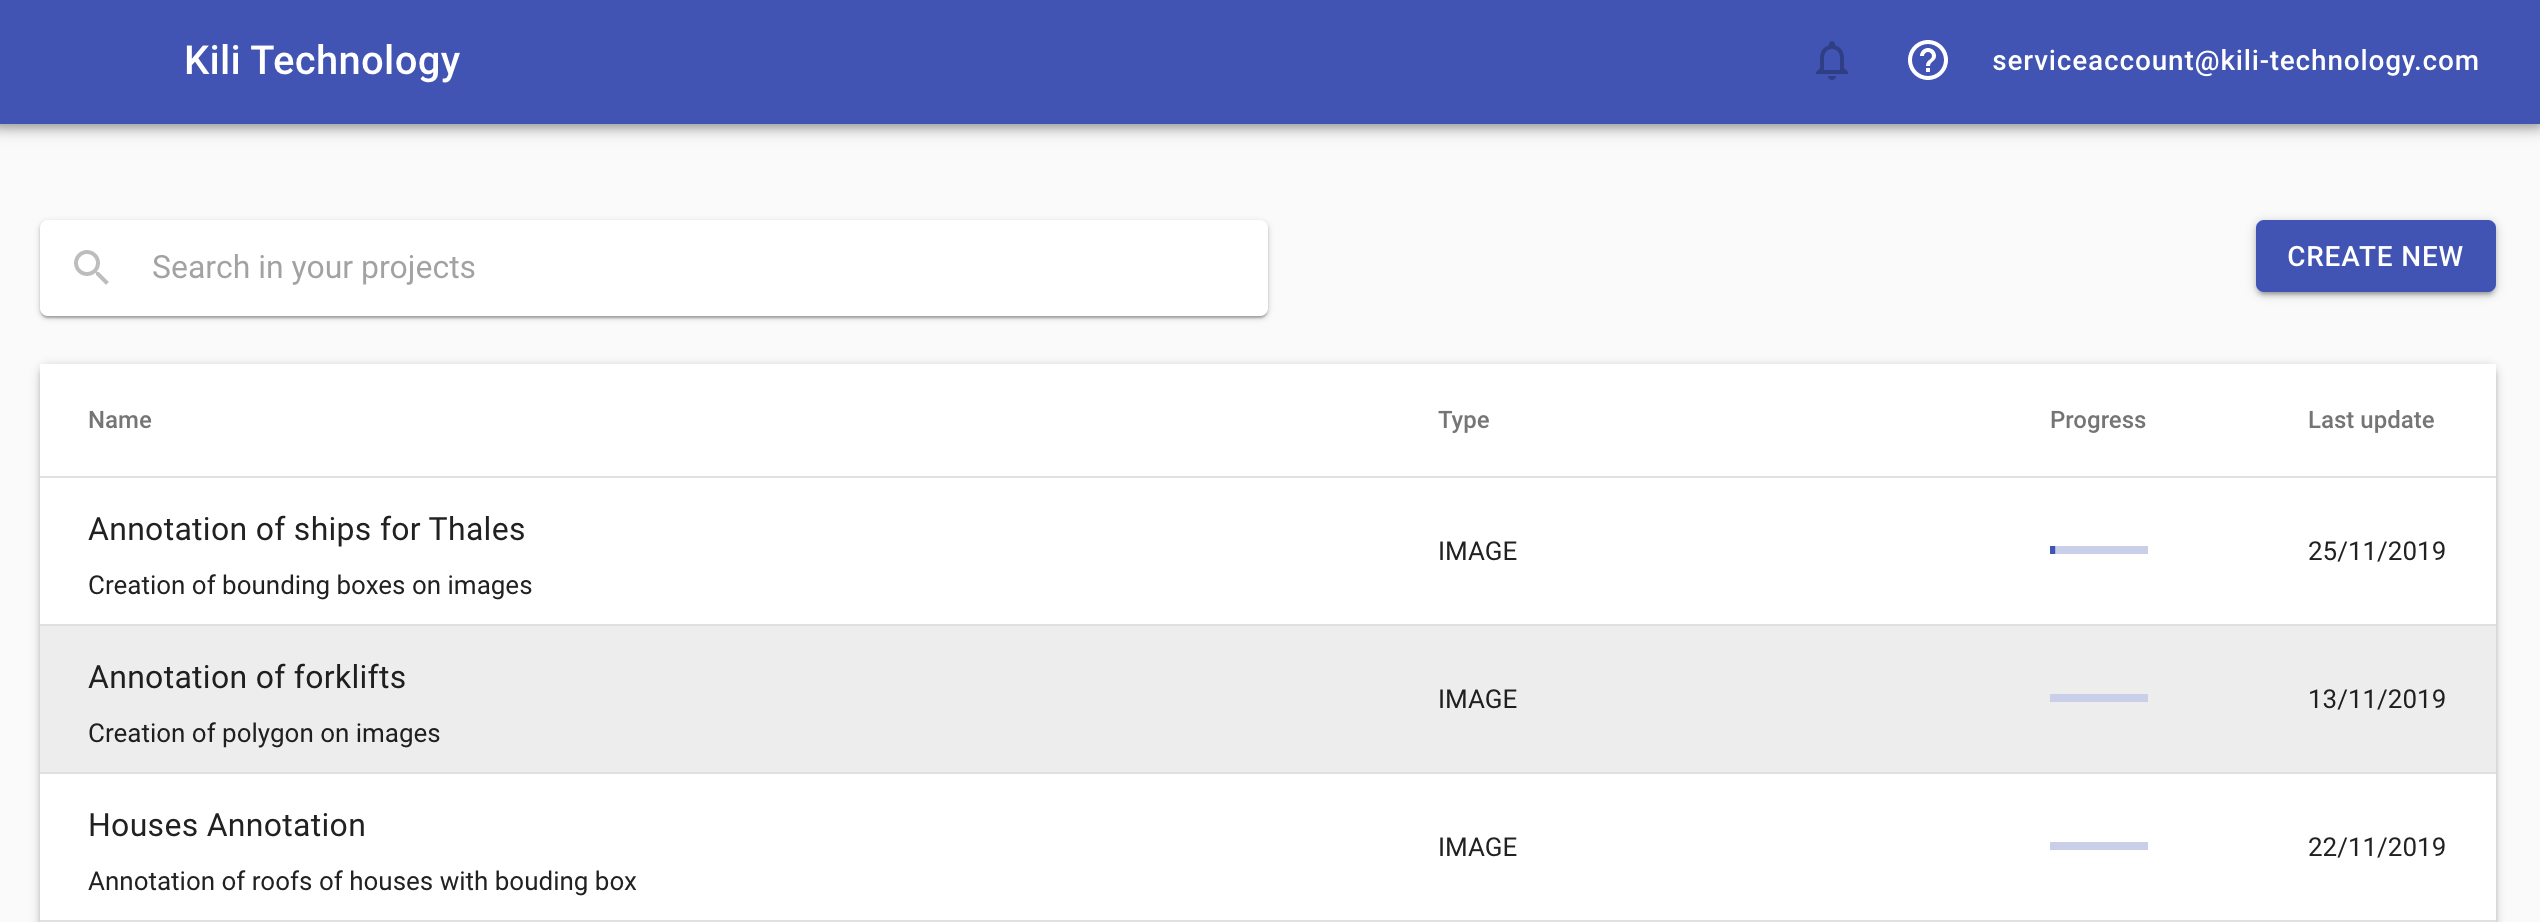 Kili Technology
serviceaccount@kili-technology.com
Search in your projects
CREATE NEW
Name Type Progress Last update
Annotation of ships for Thales
Creation of bounding boxes on images
IMAGE 25/11/2019
Annotation of forklifts
Creation of polygon on images
IMAGE 13/11/2019
Houses Annotation
Annotation of roofs of houses with bouding box
IMAGE 22/11/2019